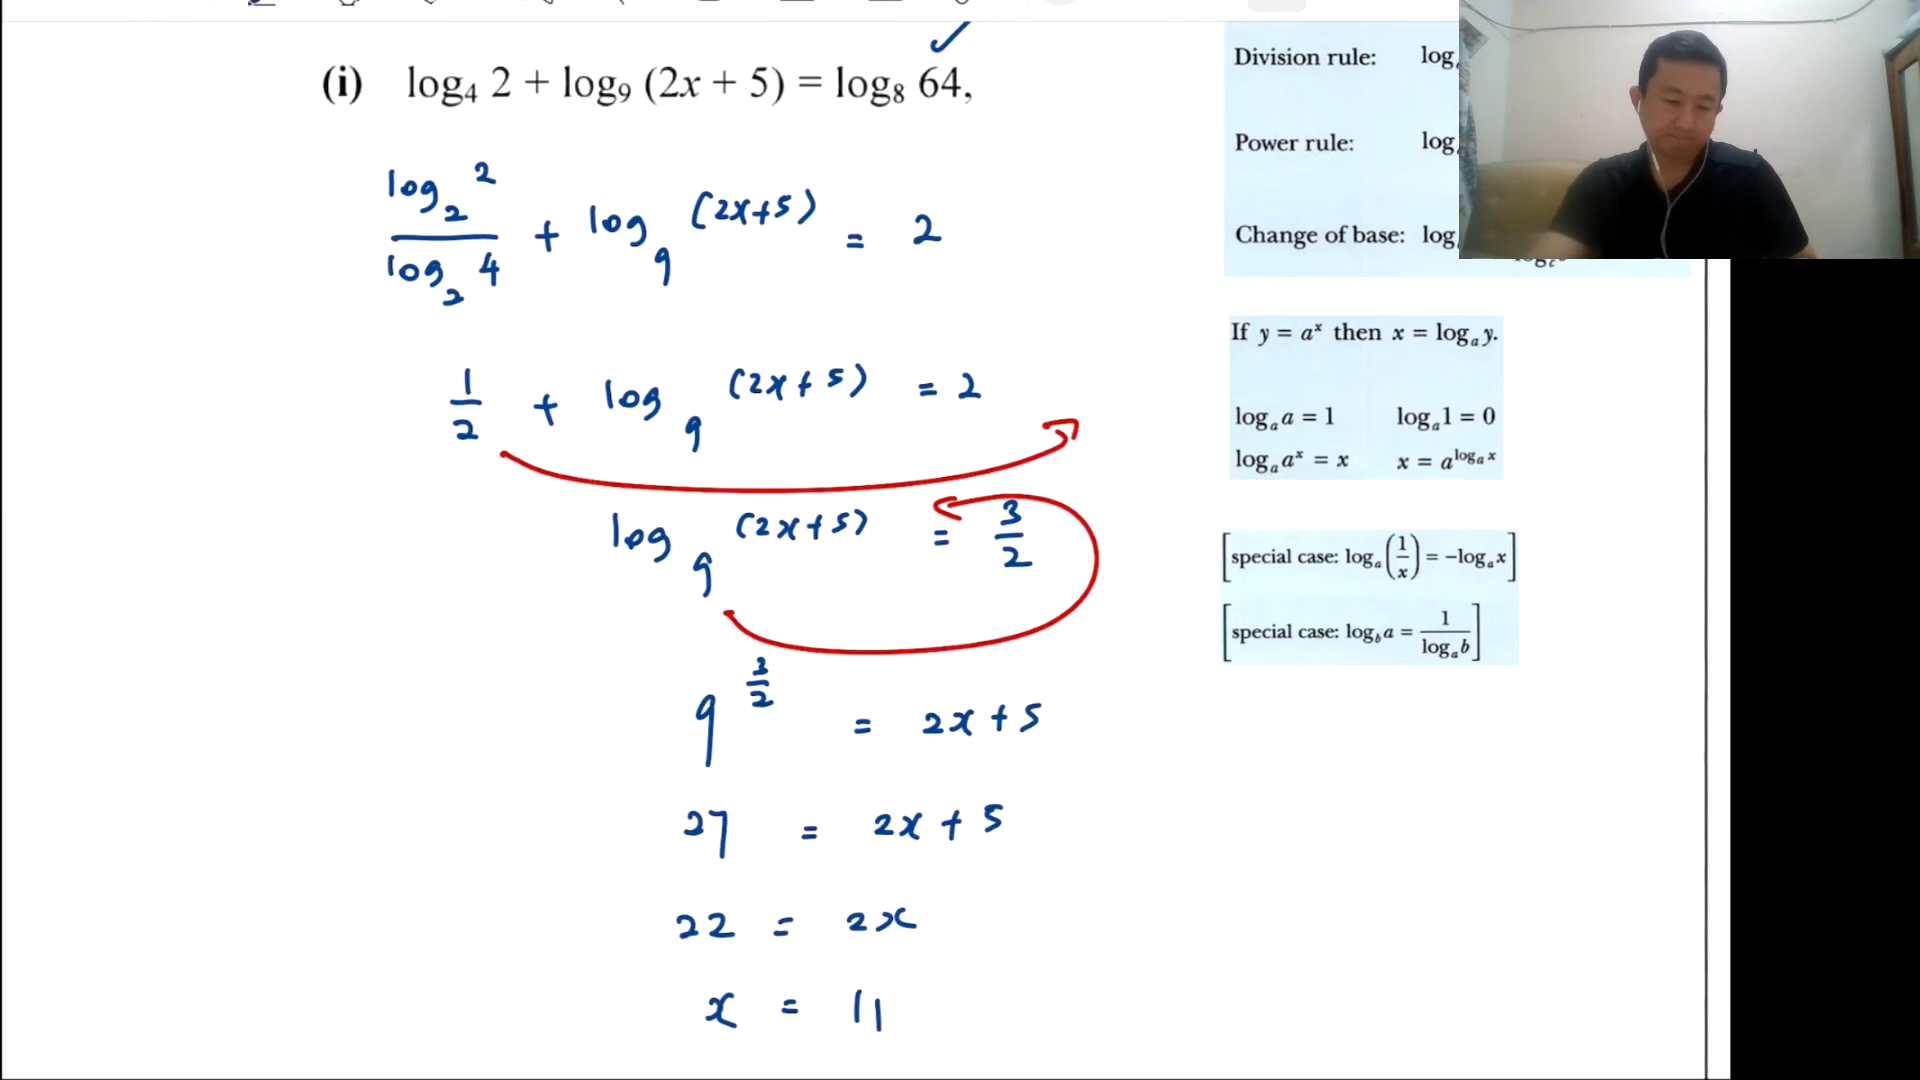 (i) log₄ 2 + log₉ (2x + 5) = log₈ 64,
log₂ 2 / log₂ 4 + log₉ (2x+5) = 2
1/2 + log₉ (2x+5) = 2
log₉ (2x+5) = 3/2
9^(3/2) = 2x+5
27 = 2x+5
22 = 2x
x = 11
Division rule: log
Power rule: log
Change of base: log
If y = aˣ then x = logₐ y.
logₐ a = 1 logₐ 1 = 0
logₐ aˣ = x x = a^(logₐ x)
[special case: logₐ (1/x) = −logₐ x]
[special case: log_b a = 1/(logₐ b)]